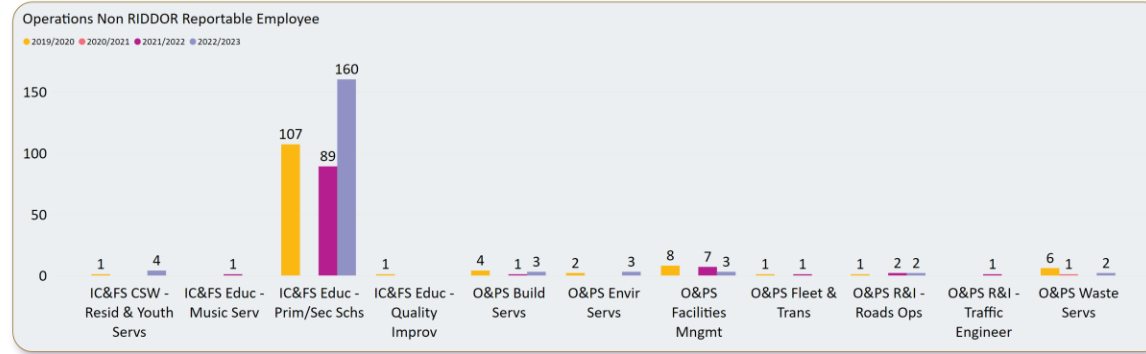 Operations Non RIDDOR Reportable Employee
2019/2020 2020/2021 2021/2022 2022/2023
160
150
107
100
89
50
1 4 1 1 4 1 3 2 3 8 7 3 1 1 1 2 2 1 6 1 2
0
IC&FS CSW - IC&FS Educ - IC&FS Educ - IC&FS Educ - O&PS Build O&PS Envir O&PS O&PS Fleet & O&PS R&I - O&PS R&I - O&PS Waste
Resid & Youth Music Serv Prim/Sec Schs Quality Servs Servs Facilities Trans Roads Ops Traffic Servs
Servs Improv Mngmt Engineer